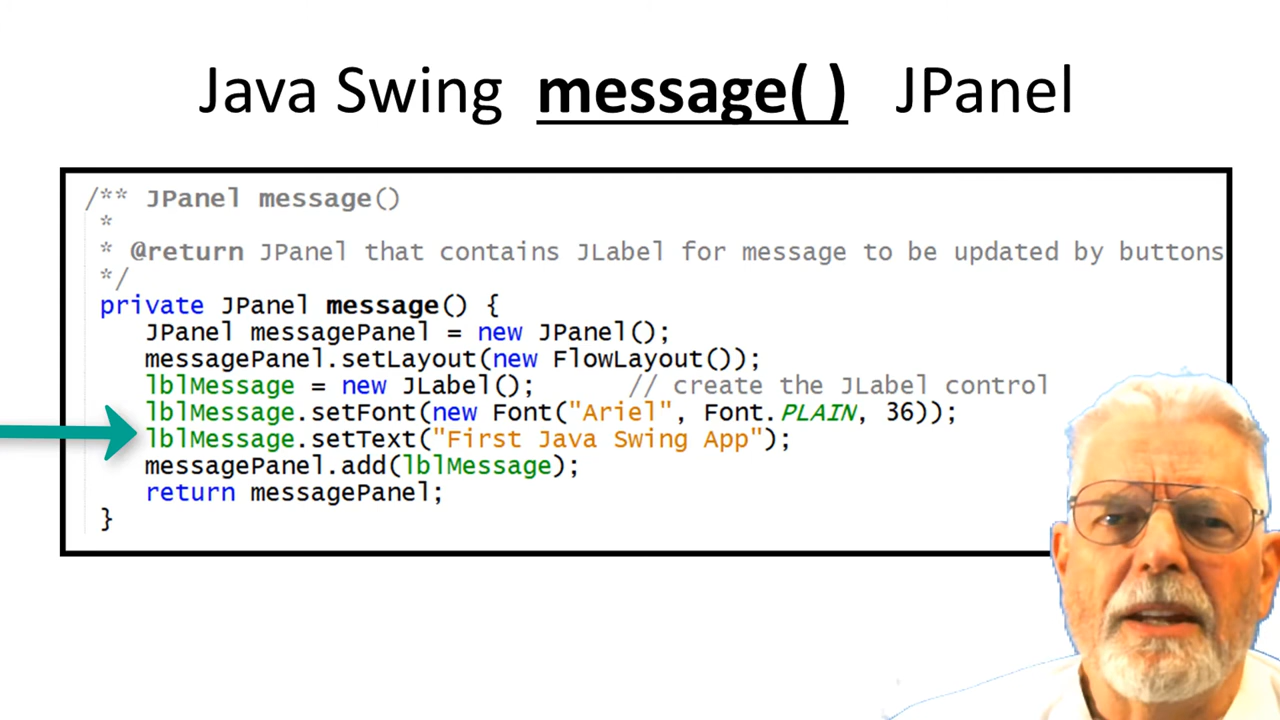 Java Swing message( ) JPanel
/** JPanel message()
*
* @return JPanel that contains JLabel for message to be updated by buttons
*/
private JPanel message() {
JPanel messagePanel = new JPanel();
messagePanel.setLayout(new FlowLayout());
lblMessage = new JLabel(); // create the JLabel control
lblMessage.setFont(new Font("Ariel", Font.PLAIN, 36));
lblMessage.setText("First Java Swing App");
messagePanel.add(lblMessage);
return messagePanel;
}